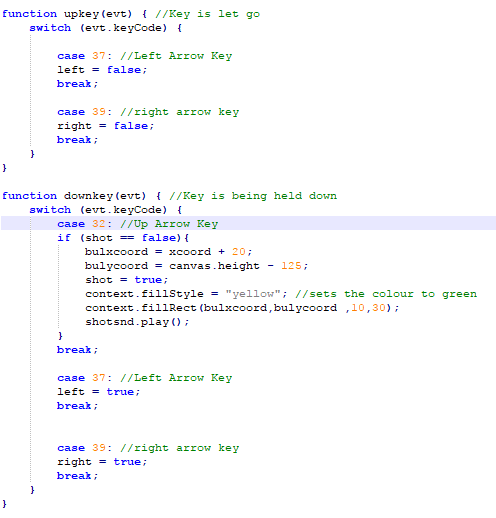 function upkey(evt) { //Key is let go
switch (evt.keyCode) {
case 37: //Left Arrow Key
left = false;
break;
case 39: //right arrow key
right = false;
break;
}
}
function downkey(evt) { //Key is being held down
switch (evt.keyCode) {
case 32: //Up Arrow Key
if (shot == false){
bulxcoord = xcoord + 20;
bulycoord = canvas.height - 125;
shot = true;
context.fillStyle = "yellow"; //sets the colour to green
context.fillRect(bulxcoord,bulycoord ,10,30);
shotsnd.play();
}
break;
case 37: //Left Arrow Key
left = true;
break;
case 39: //right arrow key
right = true;
break;
}
}